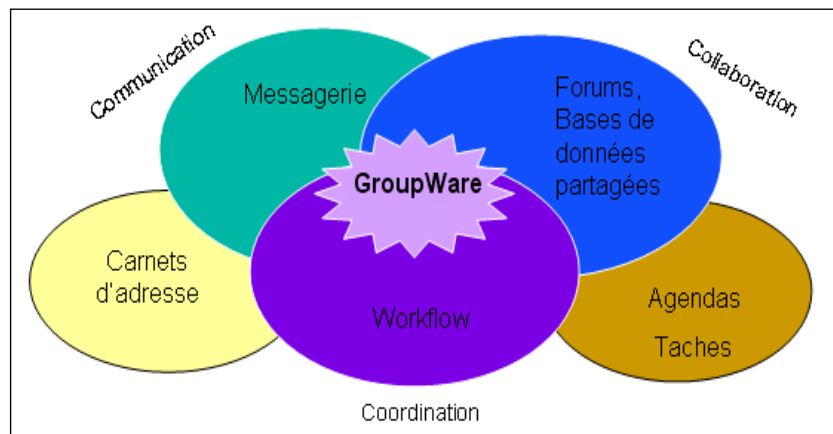 Communication
Collaboration
Messagerie
Forums,
Bases de
données
partagées
GroupWare
Carnets
d'adresse
Workflow
Agendas
Taches
Coordination